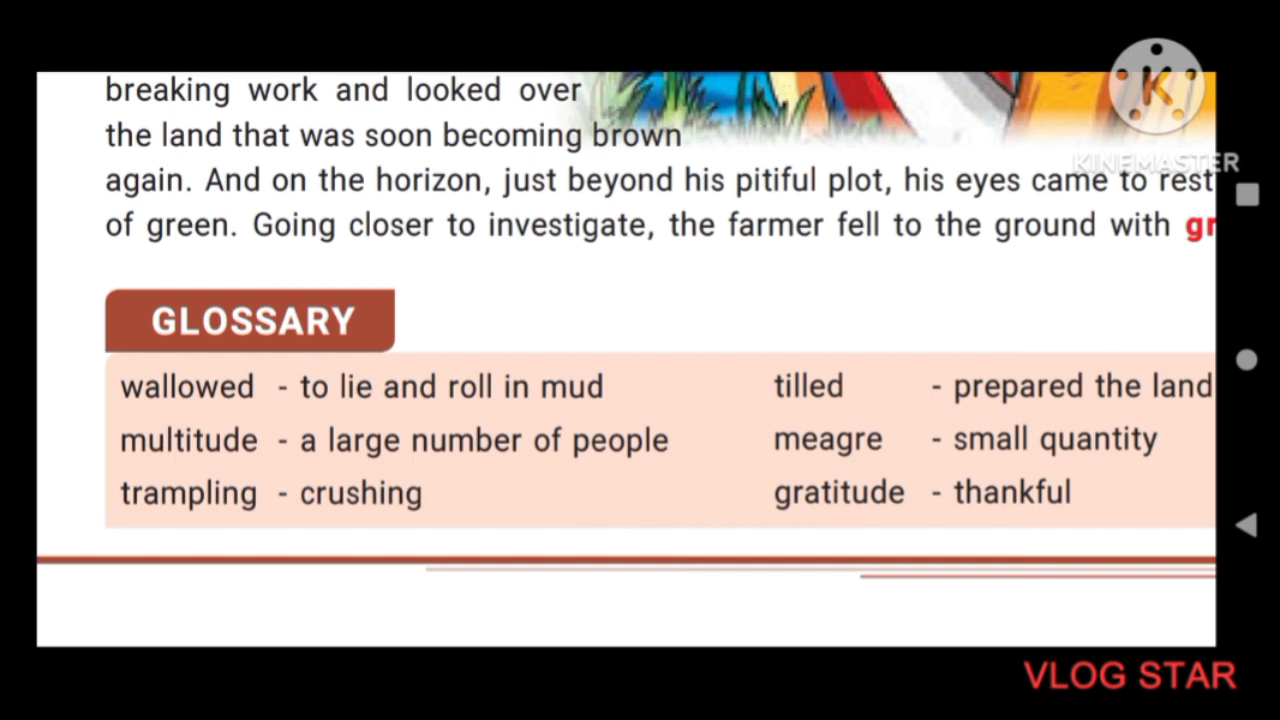 breaking work and looked over
the land that was soon becoming brown
again. And on the horizon, just beyond his pitiful plot, his eyes came to rest
of green. Going closer to investigate, the farmer fell to the ground with gr
GLOSSARY
wallowed - to lie and roll in mud
multitude - a large number of people
trampling - crushing
tilled - prepared the land
meagre - small quantity
gratitude - thankful
K
KINEMASTER
VLOG STAR